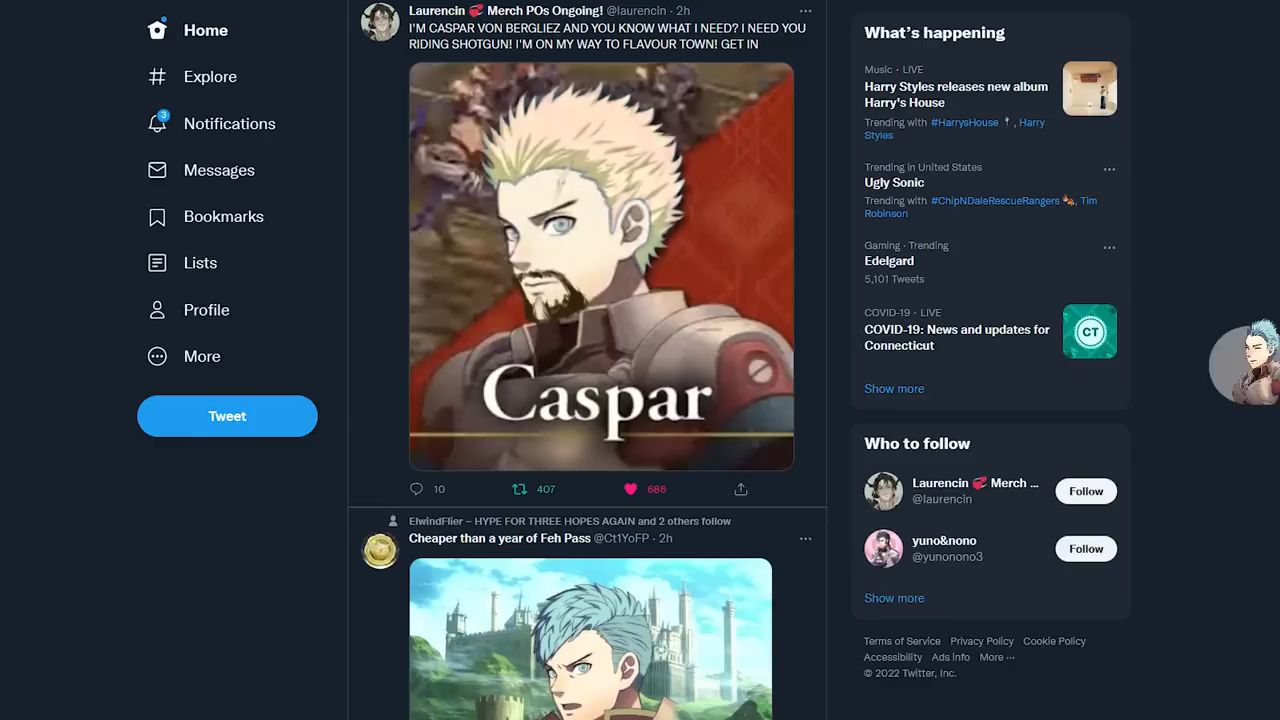 Home
Explore
3
Notifications
Messages
Bookmarks
Lists
Profile
More
Tweet
Laurencin 💞 Merch POs Ongoing! @laurencin · 2h
I'M CASPAR VON BERGLIEZ AND YOU KNOW WHAT I NEED? I NEED YOU
RIDING SHOTGUN! I'M ON MY WAY TO FLAVOUR TOWN! GET IN
Caspar
10 407 686
ElwindFlier ~ HYPE FOR THREE HOPES AGAIN and 2 others follow
Cheaper than a year of Feh Pass @Ct1YoFP · 2h
What's happening
Music · LIVE
Harry Styles releases new album
Harry's House
Trending with #HarrysHouse, Harry
Styles
Trending in United States
Ugly Sonic
Trending with #ChipNDaleRescueRangers, Tim
Robinson
Gaming · Trending
Edelgard
5,101 Tweets
COVID-19 · LIVE
COVID-19: News and updates for
Connecticut
CT
Show more
Who to follow
Laurencin 💞 Merch ...
@laurencin
Follow
yuno&nono
@yunonono3
Follow
Show more
Terms of Service Privacy Policy Cookie Policy
Accessibility Ads info More ···
© 2022 Twitter, Inc.